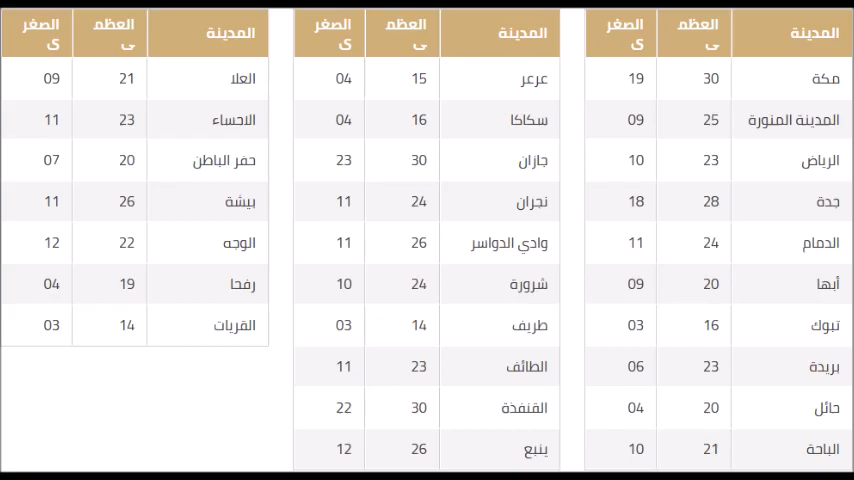 المدينة العظمى الصغرى
مكة 30 19
المدينة المنورة 25 09
الرياض 23 10
جدة 28 18
الدمام 24 11
أبها 20 09
تبوك 16 03
بريدة 23 06
حائل 20 04
الباحة 21 10
المدينة العظمى الصغرى
عرعر 15 04
سكاكا 16 04
جازان 30 23
نجران 24 11
وادي الدواسر 26 11
شرورة 24 10
طريف 14 03
الطائف 23 11
القنفذة 30 22
ينبع 26 12
المدينة العظمى الصغرى
العلا 21 09
الاحساء 23 11
حفر الباطن 20 07
بيشة 26 11
الوجه 22 12
رفحا 19 04
القريات 14 03